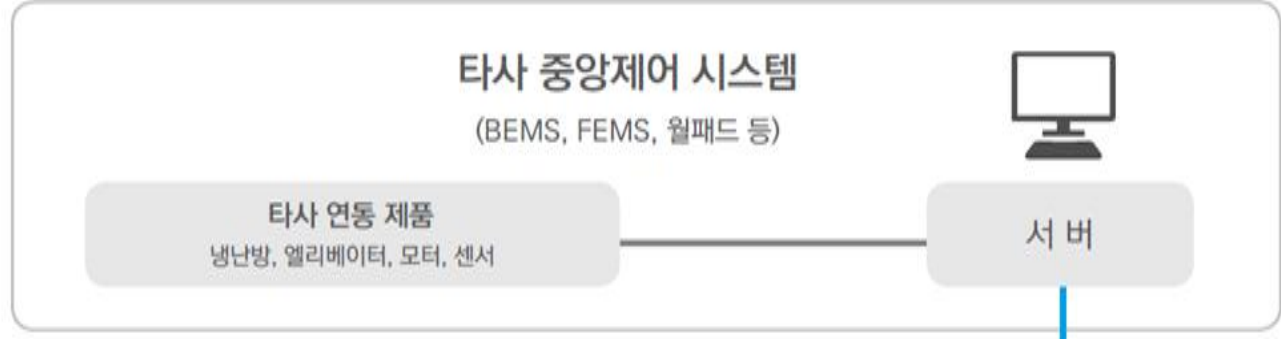 타사 중앙제어 시스템
(BEMS, FEMS, 월패드 등)
타사 연동 제품
냉난방, 엘리베이터, 모터, 센서
서 버